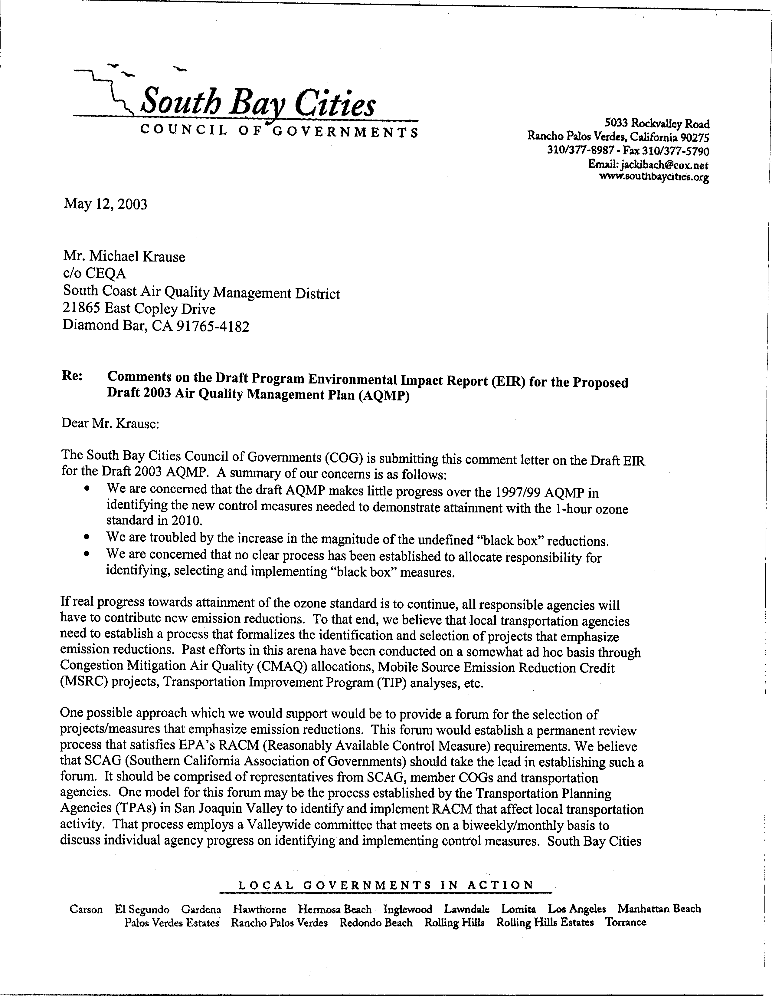 South Bay Cities
COUNCIL OF GOVERNMENTS
5033 Rockvalley Road
Rancho Palos Verdes, California 90275
310/377-8987 • Fax 310/377-5790
Email: jackibach@cox.net
www.southbaycities.org
May 12, 2003
Mr. Michael Krause
c/o CEQA
South Coast Air Quality Management District
21865 East Copley Drive
Diamond Bar, CA 91765-4182
Re: Comments on the Draft Program Environmental Impact Report (EIR) for the Proposed
Draft 2003 Air Quality Management Plan (AQMP)
Dear Mr. Krause:
The South Bay Cities Council of Governments (COG) is submitting this comment letter on the Draft EIR
for the Draft 2003 AQMP. A summary of our concerns is as follows:
• We are concerned that the draft AQMP makes little progress over the 1997/99 AQMP in
identifying the new control measures needed to demonstrate attainment with the 1-hour ozone
standard in 2010.
• We are troubled by the increase in the magnitude of the undefined “black box” reductions.
• We are concerned that no clear process has been established to allocate responsibility for
identifying, selecting and implementing “black box” measures.
If real progress towards attainment of the ozone standard is to continue, all responsible agencies will
have to contribute new emission reductions. To that end, we believe that local transportation agencies
need to establish a process that formalizes the identification and selection of projects that emphasize
emission reductions. Past efforts in this arena have been conducted on a somewhat ad hoc basis through
Congestion Mitigation Air Quality (CMAQ) allocations, Mobile Source Emission Reduction Credit
(MSRC) projects, Transportation Improvement Program (TIP) analyses, etc.
One possible approach which we would support would be to provide a forum for the selection of
projects/measures that emphasize emission reductions. This forum would establish a permanent review
process that satisfies EPA’s RACM (Reasonably Available Control Measure) requirements. We believe
that SCAG (Southern California Association of Governments) should take the lead in establishing such a
forum. It should be comprised of representatives from SCAG, member COGs and transportation
agencies. One model for this forum may be the process established by the Transportation Planning
Agencies (TPAs) in San Joaquin Valley to identify and implement RACM that affect local transportation
activity. That process employs a Valleywide committee that meets on a biweekly/monthly basis to
discuss individual agency progress on identifying and implementing control measures. South Bay Cities
LOCAL GOVERNMENTS IN ACTION
Carson El Segundo Gardena Hawthorne Hermosa Beach Inglewood Lawndale Lomita Los Angeles Manhattan Beach
Palos Verdes Estates Rancho Palos Verdes Redondo Beach Rolling Hills Rolling Hills Estates Torrance